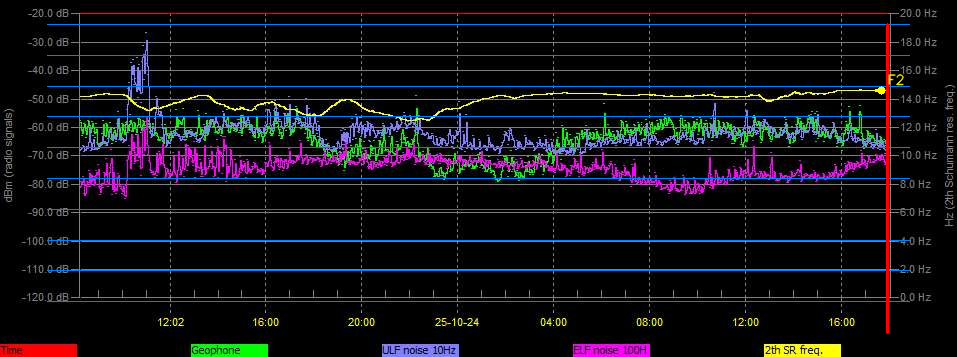 -20.0 dB 20.0 Hz
-30.0 dB 18.0 Hz
-40.0 dB 16.0 Hz
F2
-50.0 dB 14.0 Hz
-60.0 dB 12.0 Hz
-70.0 dB 10.0 Hz
-80.0 dB 8.0 Hz
-90.0 dB 6.0 Hz
-100.0 dB 4.0 Hz
-110.0 dB 2.0 Hz
-120.0 dB 0.0 Hz
dBm (radio signals)
Hz (2th Schumann res. freq.)
12:02 16:00 20:00 25-10-24 04:00 08:00 12:00 16:00
Time Geophone ULF noise 10Hz ELF noise 100H 2th SR freq.